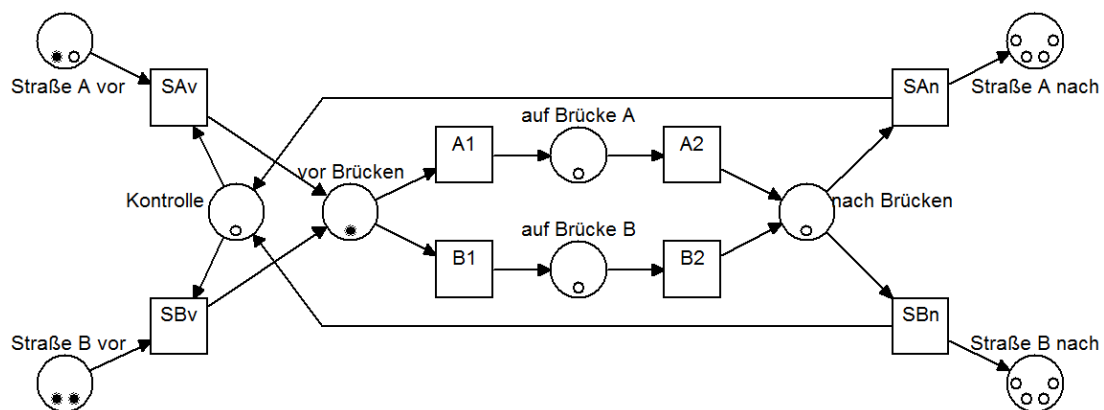 Straße A vor
SAv
SAn
Straße A nach
auf Brücke A
A1
A2
Kontrolle
vor Brücken
nach Brücken
auf Brücke B
B1
B2
Straße B vor
SBv
SBn
Straße B nach